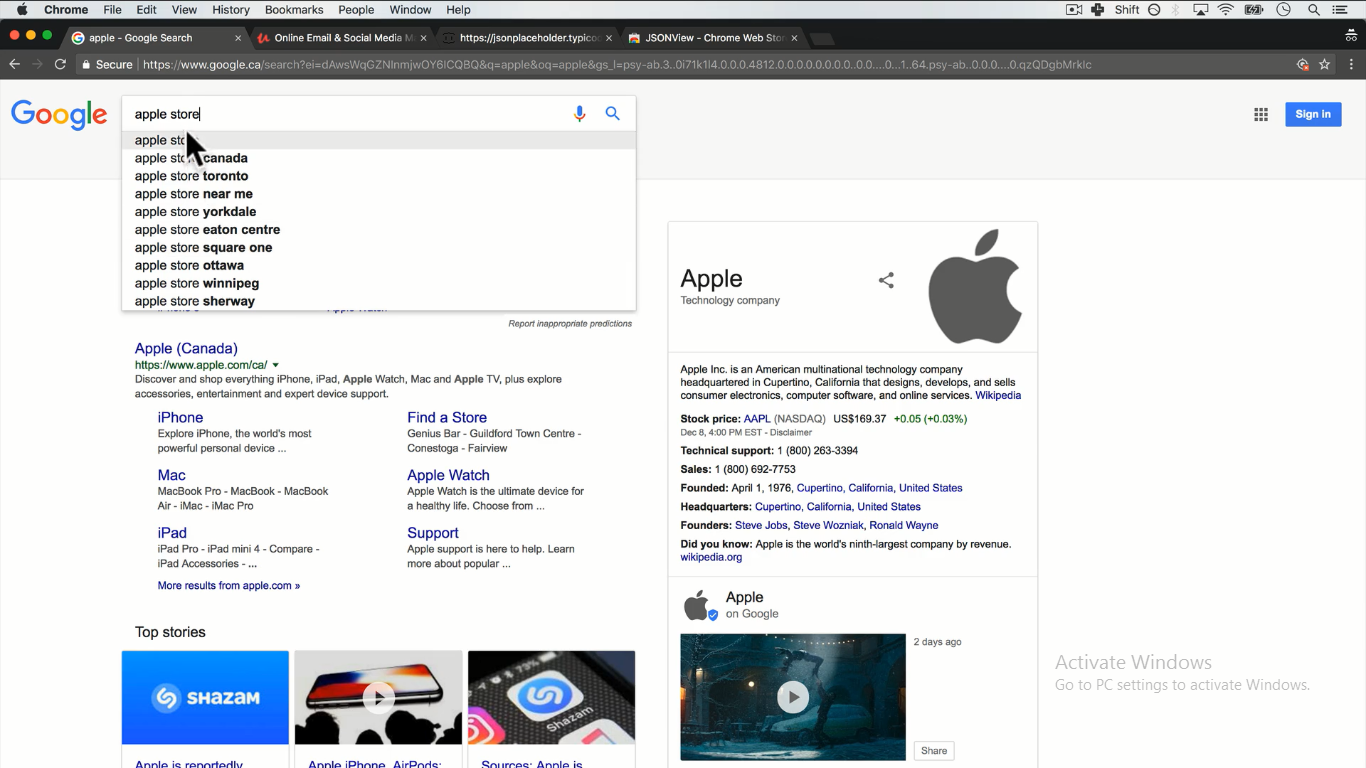 Chrome File Edit View History Bookmarks People Window Help Shift
apple - Google Search Online Email & Social Media M https://jsonplaceholder.typico JSONView - Chrome Web Stor
Secure https://www.google.ca/search?ei=dAwsWqGZNInmjwOY6ICQBQ&q=apple&oq=apple&gs_l=psy-ab.3..0i71k1l4.0.0.0.4812.0.0.0.0.0.0.0.0..0.0....0...1..64.psy-ab..0.0.0....0.qzQDgbMrkIc
Google
apple store
Sign in
apple
apple store canada
apple store toronto
apple store near me
apple store yorkdale
apple store eaton centre
apple store square one
apple store ottawa
apple store winnipeg
apple store sherway
Report inappropriate predictions
Apple (Canada)
https://www.apple.com/ca/
Discover and shop everything iPhone, iPad, Apple Watch, Mac and Apple TV, plus explore
accessories, entertainment and expert device support.
iPhone
Explore iPhone, the world's most
powerful personal device ...
Find a Store
Genius Bar - Guildford Town Centre -
Conestoga - Fairview
Mac
MacBook Pro - MacBook - MacBook
Air - iMac - iMac Pro
Apple Watch
Apple Watch is the ultimate device for
a healthy life. Choose from ...
iPad
iPad Pro - iPad mini 4 - Compare -
iPad Accessories - ...
Support
Apple support is here to help. Learn
more about popular ...
More results from apple.com »
Top stories
SHAZAM
Shazam
Apple is reportedly
Apple iPhone, AirPods:
Sources: Apple is
Apple
Technology company
Apple Inc. is an American multinational technology company
headquartered in Cupertino, California that designs, develops, and sells
consumer electronics, computer software, and online services. Wikipedia
Stock price: AAPL (NASDAQ) US$169.37 +0.05 (+0.03%)
Dec 8, 4:00 PM EST - Disclaimer
Technical support: 1 (800) 263-3394
Sales: 1 (800) 692-7753
Founded: April 1, 1976, Cupertino, California, United States
Headquarters: Cupertino, California, United States
Founders: Steve Jobs, Steve Wozniak, Ronald Wayne
Did you know: Apple is the world's ninth-largest company by revenue.
wikipedia.org
Apple
on Google
2 days ago
Share
Activate Windows
Go to PC settings to activate Windows.